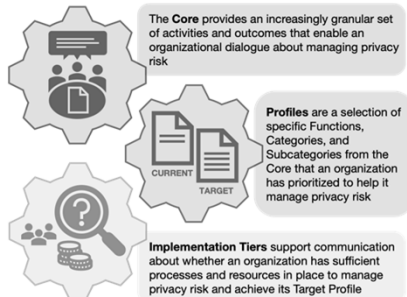 The Core provides an increasingly granular set
of activities and outcomes that enable an
organizational dialogue about managing privacy
risk
Profiles are a selection of
specific Functions,
Categories, and
Subcategories from the
Core that an organization
has prioritized to help it
manage privacy risk
CURRENT
TARGET
?
Implementation Tiers support communication
about whether an organization has sufficient
processes and resources in place to manage
privacy risk and achieve its Target Profile